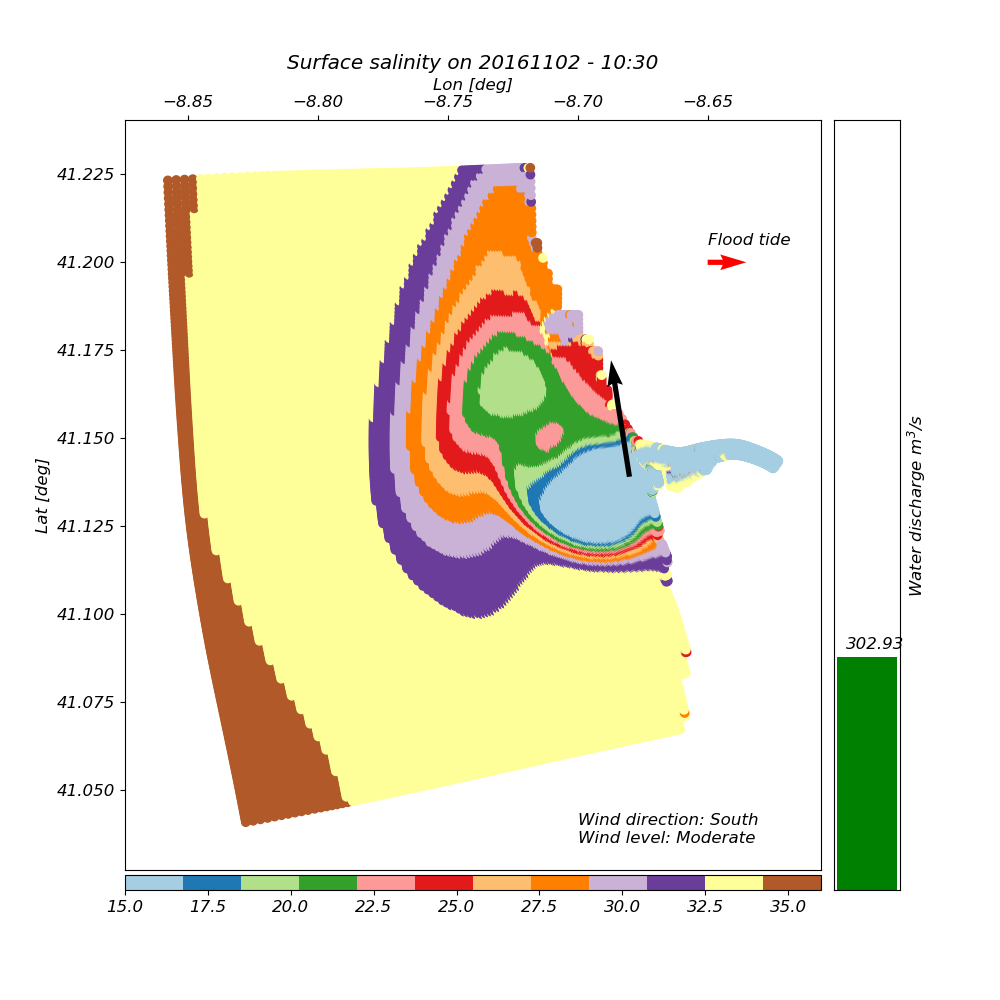 Surface salinity on 20161102 - 10:30
Lon [deg]
−8.85 −8.80 −8.75 −8.70 −8.65
41.225
41.200
41.175
41.150
41.125
41.100
41.075
41.050
Lat [deg]
Flood tide
Wind direction: South
Wind level: Moderate
15.0 17.5 20.0 22.5 25.0 27.5 30.0 32.5 35.0
302.93
Water discharge m³/s